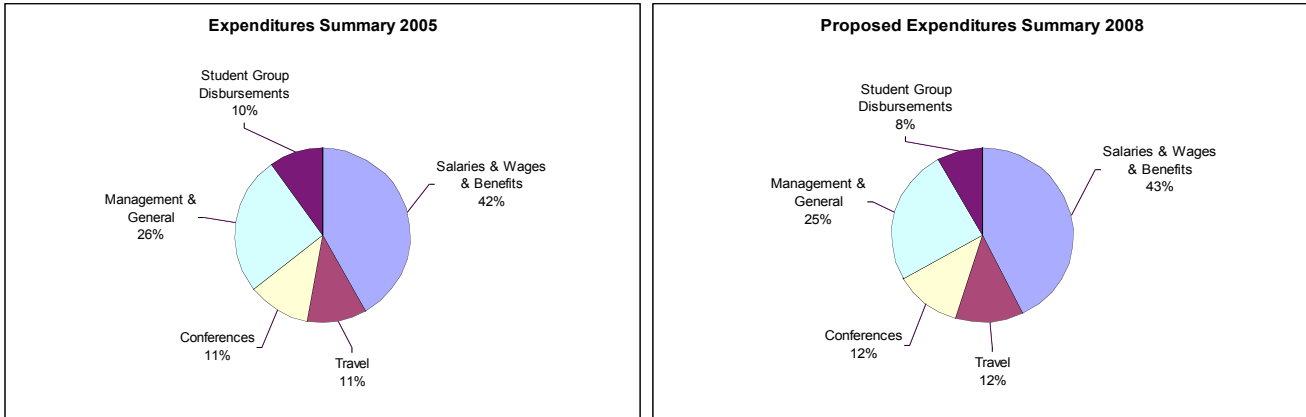 Expenditures Summary 2005
Student Group
Disbursements
10%
Salaries & Wages
& Benefits
42%
Management &
General
26%
Conferences
11%
Travel
11%
Proposed Expenditures Summary 2008
Student Group
Disbursements
8%
Salaries & Wages
& Benefits
43%
Management &
General
25%
Conferences
12%
Travel
12%